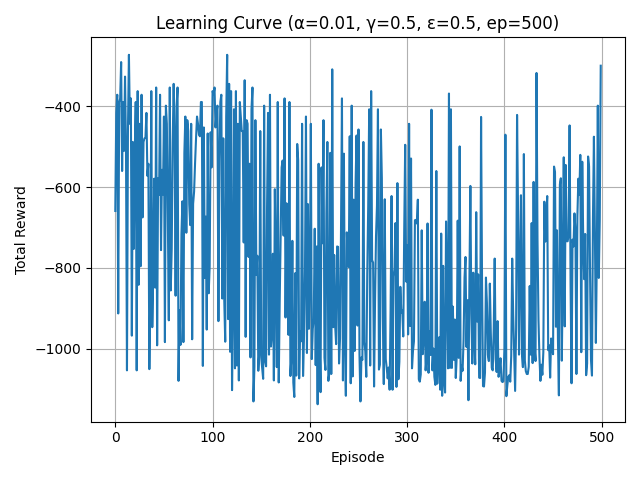 Learning Curve (α=0.01, γ=0.5, ε=0.5, ep=500)
Total Reward
−400
−600
−800
−1000
0 100 200 300 400 500
Episode